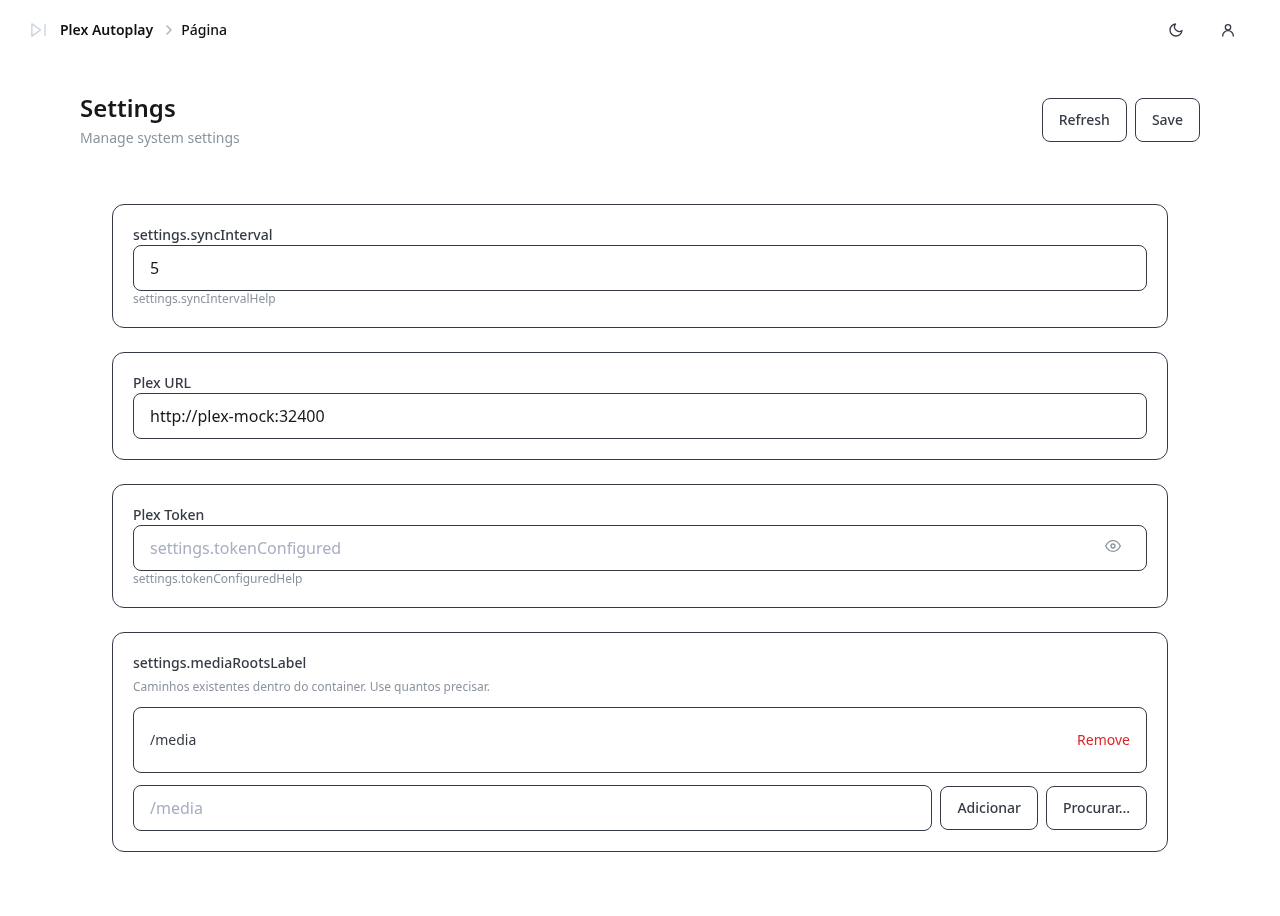 Plex Autoplay > Página
Settings
Manage system settings
Refresh
Save
settings.syncInterval
5
settings.syncIntervalHelp
Plex URL
http://plex-mock:32400
Plex Token
settings.tokenConfigured
settings.tokenConfiguredHelp
settings.mediaRootsLabel
Caminhos existentes dentro do container. Use quantos precisar.
/media
Remove
/media
Adicionar
Procurar...